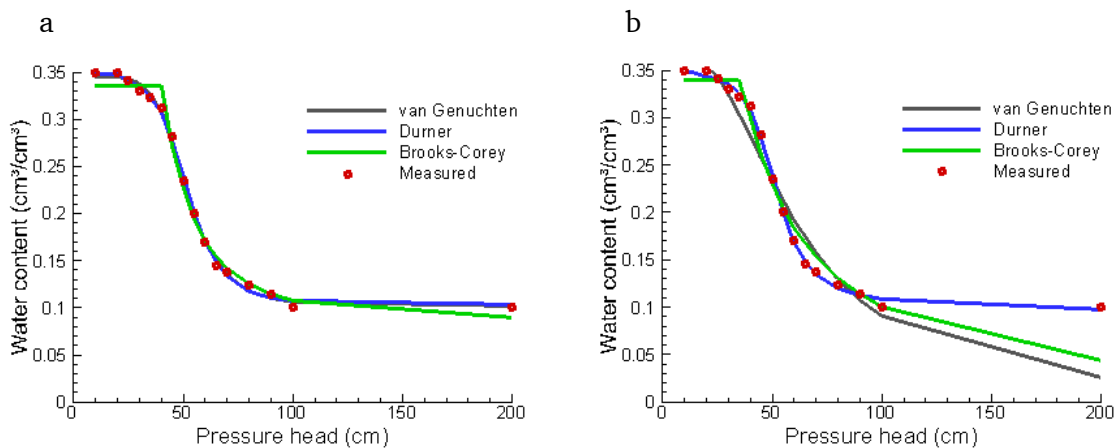 a
0.35
0.3
0.25
0.2
0.15
0.1
0.05
0
Water content (cm³/cm³)
van Genuchten
Durner
Brooks-Corey
Measured
0 50 100 150 200
Pressure head (cm)
b
0.35
0.3
0.25
0.2
0.15
0.1
0.05
0
Water content (cm³/cm³)
van Genuchten
Durner
Brooks-Corey
Measured
0 50 100 150 200
Pressure head (cm)